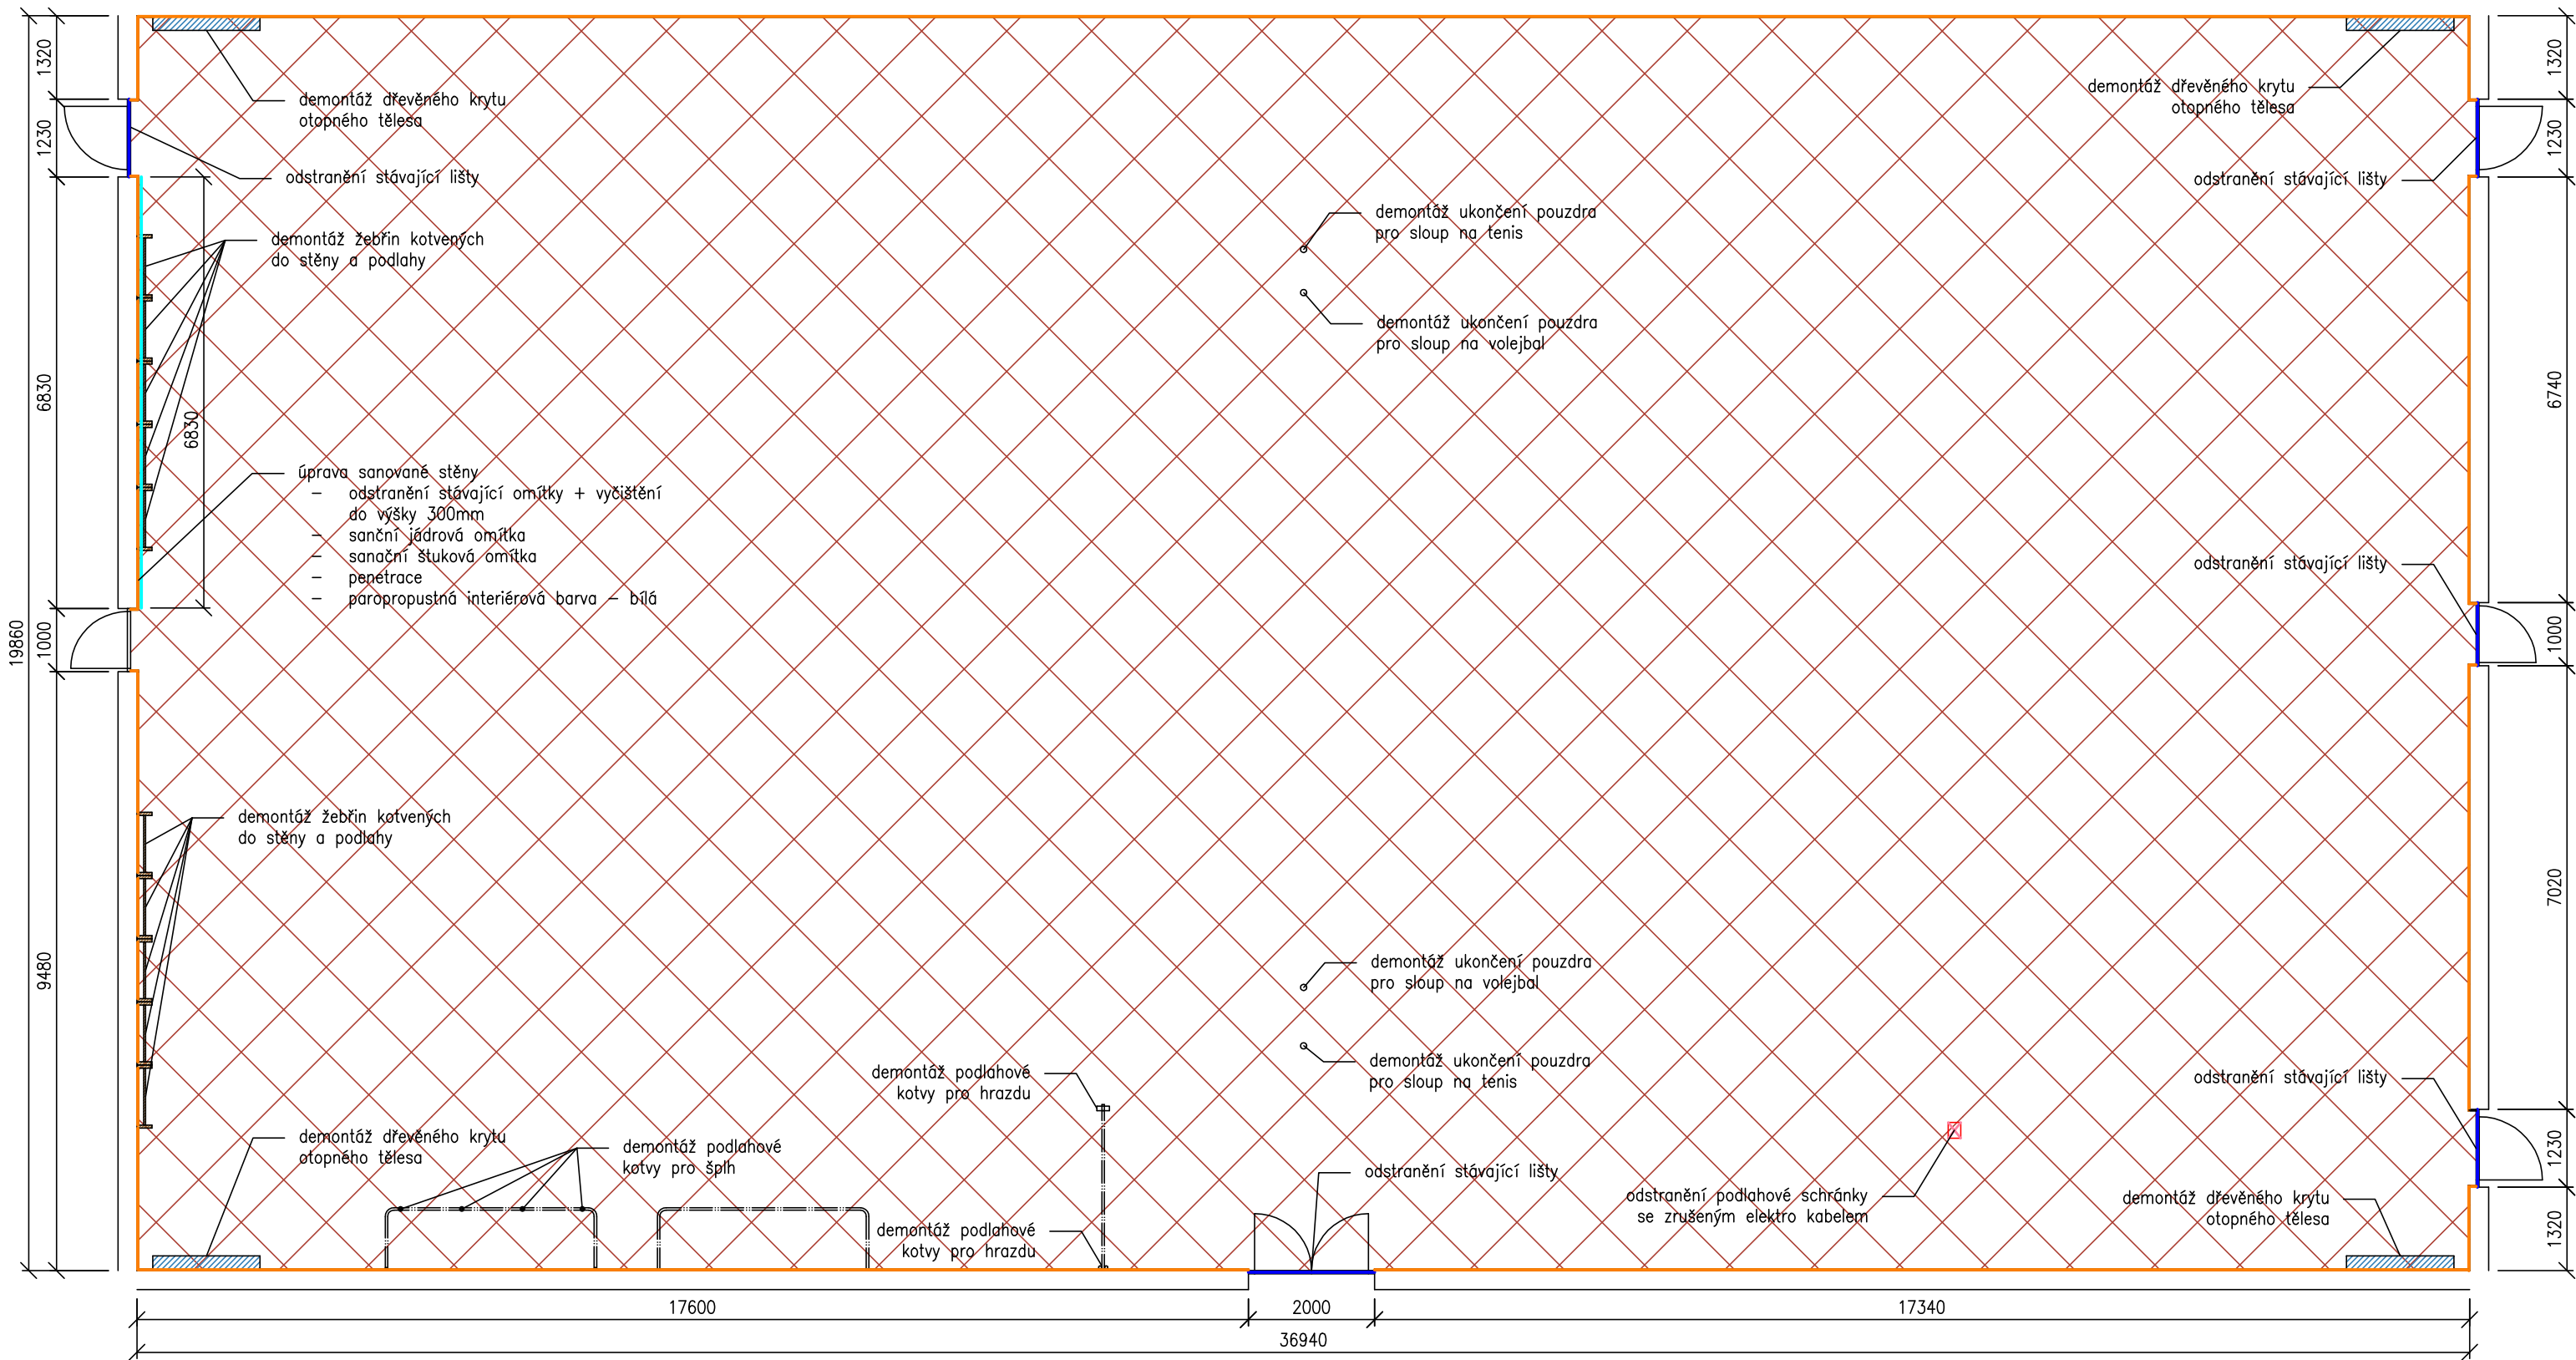 1320
1230
6830
1000
19860
9480
demontáž dřevěného krytu
otopného tělesa
odstranění stávající lišty
demontáž žebřin kotvených
do stěny a podlahy
6830
úprava sanované stěny
– odstranění stávající omítky + vyčištění
do výšky 300mm
– sanční jádrová omítka
– sanační štuková omítka
– penetrace
– paropropustná interiérová barva – bílá
demontáž žebřin kotvených
do stěny a podlahy
demontáž dřevěného krytu
otopného tělesa
demontáž podlahové
kotvy pro šplh
demontáž podlahové
kotvy pro hrazdu
demontáž podlahové
kotvy pro hrazdu
demontáž ukončení pouzdra
pro sloup na tenis
demontáž ukončení pouzdra
pro sloup na volejbal
demontáž ukončení pouzdra
pro sloup na volejbal
demontáž ukončení pouzdra
pro sloup na tenis
odstranění stávající lišty
odstranění podlahové schránky
se zrušeným elektro kabelem
demontáž dřevěného krytu
otopného tělesa
odstranění stávající lišty
odstranění stávající lišty
odstranění stávající lišty
demontáž dřevěného krytu
otopného tělesa
1320
1230
6740
1000
7020
1230
1320
17600
2000
17340
36940